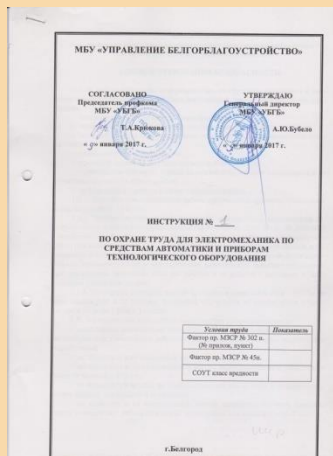 МБУ «УПРАВЛЕНИЕ БЕЛГОРБЛАГОУСТРОЙСТВО»
СОГЛАСОВАНО
Председатель профкома
МБУ «УБГБ»
Т.А.Крюкова
января 2017 г.
УТВЕРЖДАЮ
Генеральный директор
МБУ «УБГБ»
А.Ю.Бубело
января 2017 г.
ИНСТРУКЦИЯ № 1
ПО ОХРАНЕ ТРУДА ДЛЯ ЭЛЕКТРОМЕХАНИКА ПО
СРЕДСТВАМ АВТОМАТИКИ И ПРИБОРАМ
ТЕХНОЛОГИЧЕСКОГО ОБОРУДОВАНИЯ
Условия труда Показатель
Фактор пр. МЗСР № 302 н.
(№ прилож, пункт)
Фактор пр. МЗСР № 45н.
СОУТ класс вредности
г.Белгород